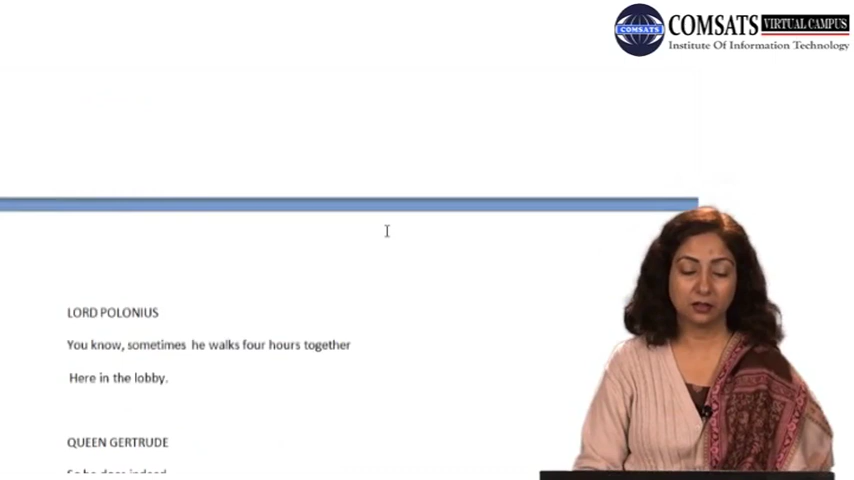 COMSATS VIRTUAL CAMPUS
Institute Of Information Technology
COMSATS
LORD POLONIUS
You know, sometimes he walks four hours together
Here in the lobby.
QUEEN GERTRUDE